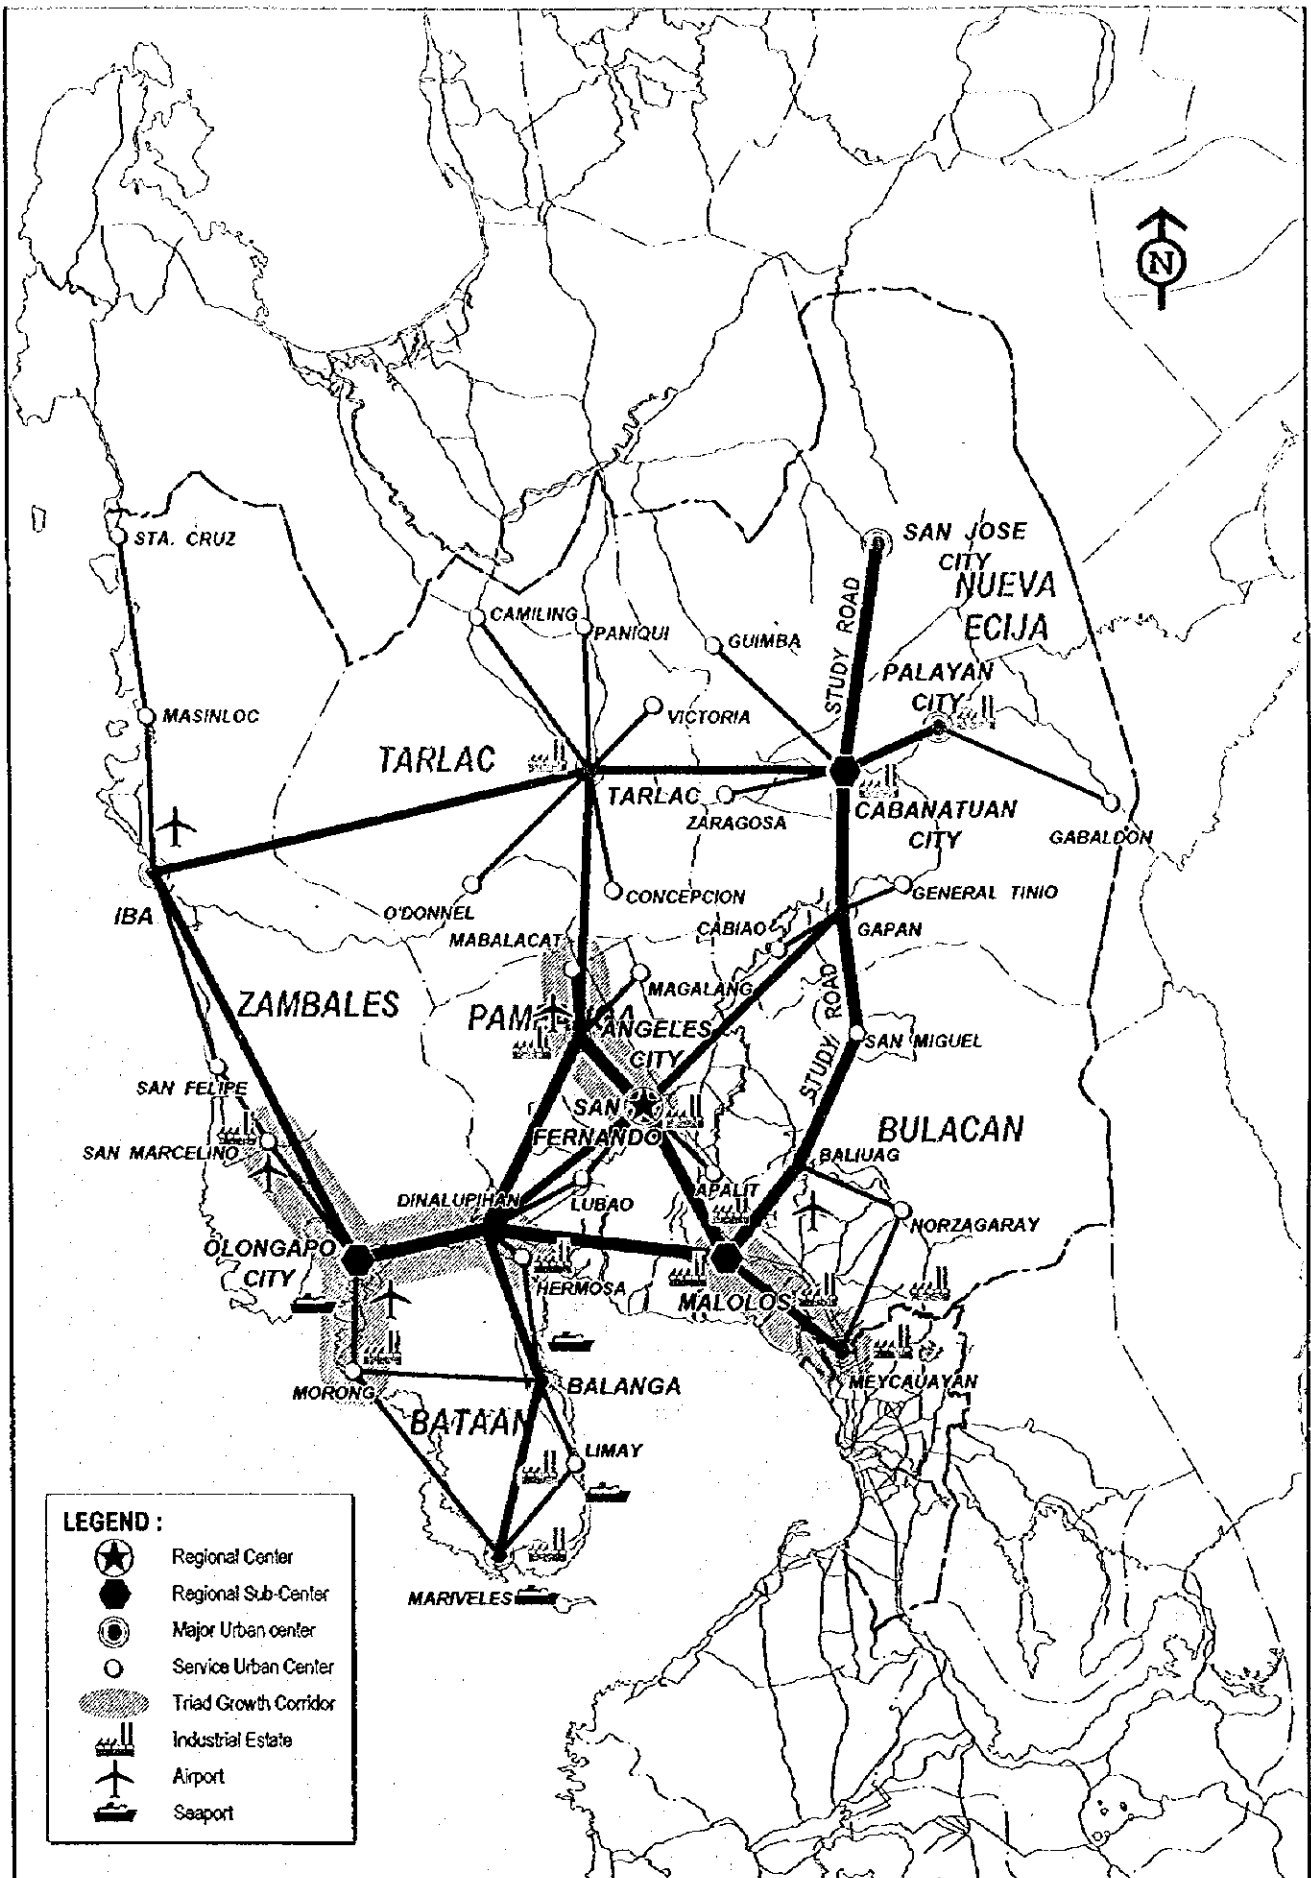 N
STA. CRUZ
SAN JOSE
CITY
NUEVA
ECIJA
STUDY ROAD
CAMILING
PANIQUI
GUIMBA
PALAYAN
CITY
MASINLOC
VICTORIA
TARLAC
TARLAC
ZARAGOSA
CABANATUAN
CITY
GABALDON
IBA
O'DONNEL
CONCEPCION
GENERAL TINIO
CABIAO
GAPAN
MABALACAT
MAGALANG
ZAMBALES
ANGELES
CITY
STUDY ROAD
SAN MIGUEL
SAN FELIPE
SAN
FERNANDO
BULACAN
SAN MARCELINO
BALIUAG
DINALUPIHAN
LUBAO
APALIT
NORZAGARAY
OLONGAPO
CITY
HERMOSA
MALOLOS
MORONG
BALANGA
MEYCAUAYAN
BATAAN
LIMAY
MARIVELES
LEGEND :
Regional Center
Regional Sub-Center
Major Urban center
Service Urban Center
Triad Growth Corridor
Industrial Estate
Airport
Seaport